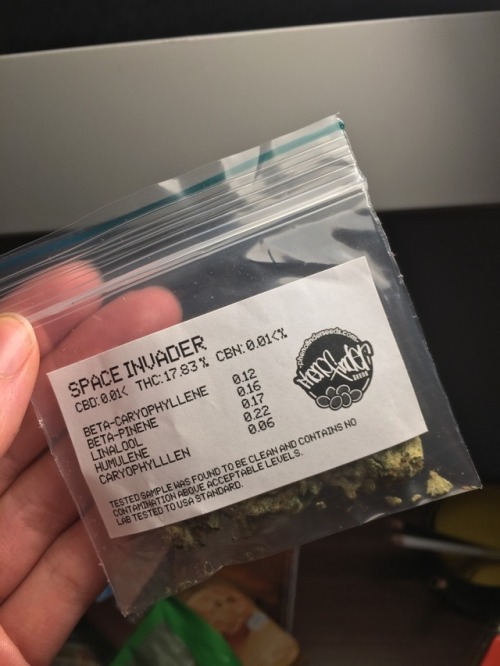 SPACE INVADER
CBD:0.01< THC:17.83% CBN:0.01<%
BETA-CARYOPHYLLENE 0.12
BETA-PINENE 0.16
LINALOOL 0.17
HUMULENE 0.22
CARYOPHYLLLEN 0.06
TESTED SAMPLE WAS FOUND TO BE CLEAN AND CONTAINS NO
CONTAMINATION ABOVE ACCEPTABLE LEVELS.
LAB TESTED TO USA STANDARD.